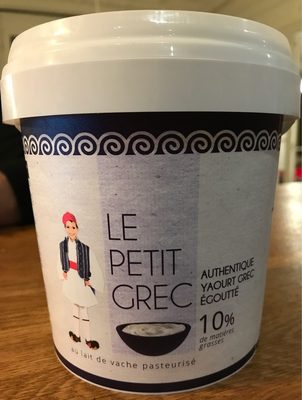 LE
PETIT
GREC
AUTHENTIQUE
YAOURT GREC
ÉGOUTTÉ
10%
de matières
grasses
au lait de vache pasteurisé